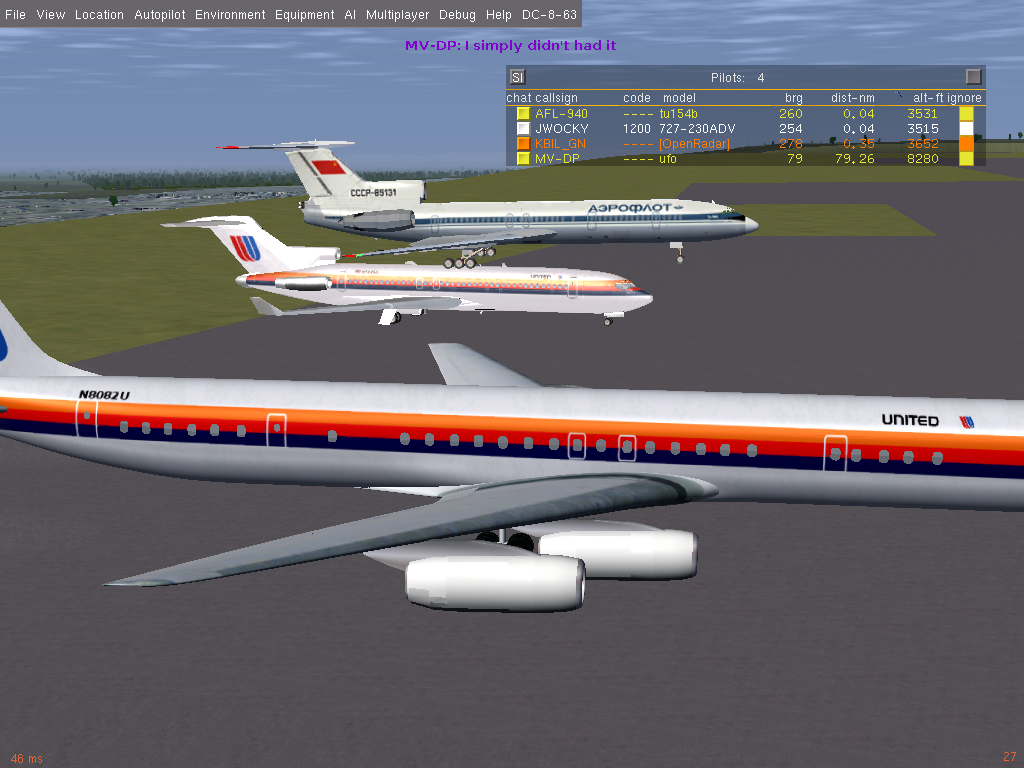 File View Location Autopilot Environment Equipment AI Multiplayer Debug Help DC-8-63
MV-DP: I simply didn't had it
SI Pilots: 4
chat callsign code model brg dist-nm alt-ft ignore
AFL-940 ---- tu154b 260 0.04 3531
JWOCKY 1200 727-230ADV 254 0.04 3515
KBIL_GN ---- [OpenRadar] 278 0.35 3652
MV-DP ---- ufo 79 79.26 8280
СССР-85131
АЭРОФЛОТ
UNITED
N8082U
UNITED
46 ms
27